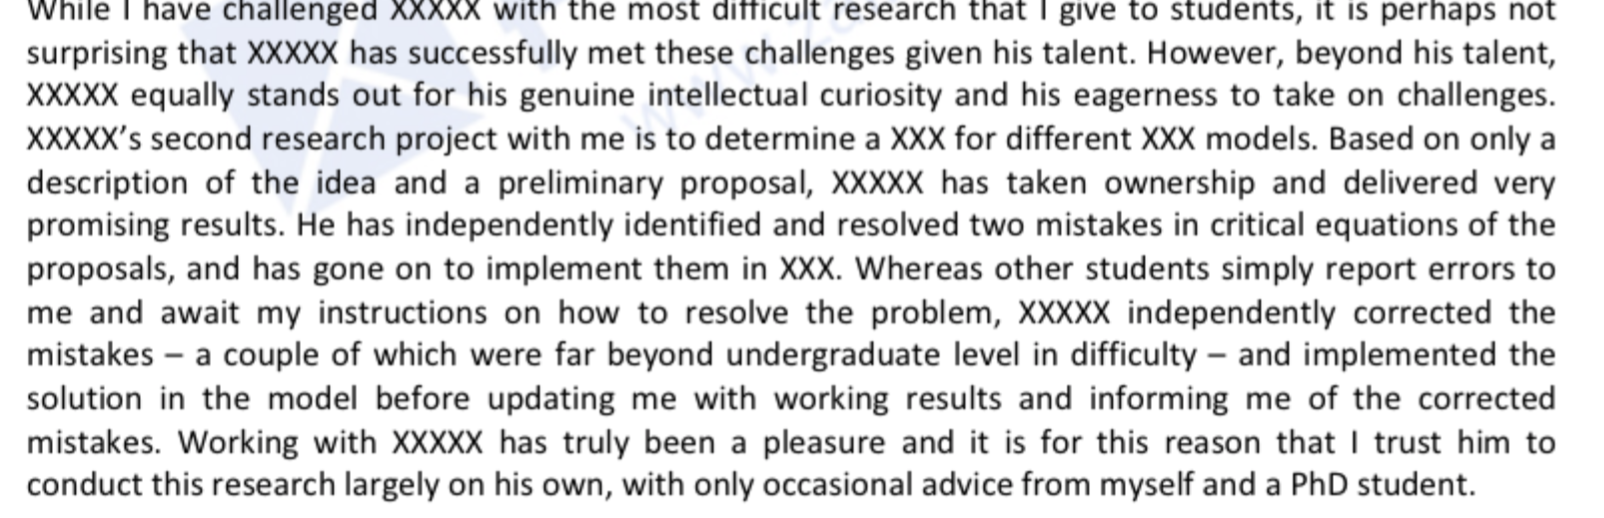 While I have challenged XXXXX with the most difficult research that I give to students, it is perhaps not
surprising that XXXXX has successfully met these challenges given his talent. However, beyond his talent,
XXXXX equally stands out for his genuine intellectual curiosity and his eagerness to take on challenges.
XXXXX’s second research project with me is to determine a XXX for different XXX models. Based on only a
description of the idea and a preliminary proposal, XXXXX has taken ownership and delivered very
promising results. He has independently identified and resolved two mistakes in critical equations of the
proposals, and has gone on to implement them in XXX. Whereas other students simply report errors to
me and await my instructions on how to resolve the problem, XXXXX independently corrected the
mistakes – a couple of which were far beyond undergraduate level in difficulty – and implemented the
solution in the model before updating me with working results and informing me of the corrected
mistakes. Working with XXXXX has truly been a pleasure and it is for this reason that I trust him to
conduct this research largely on his own, with only occasional advice from myself and a PhD student.